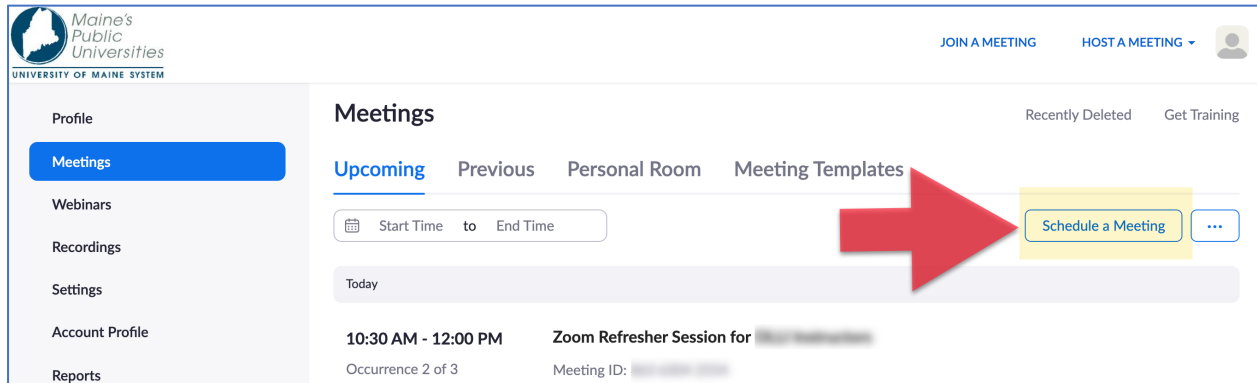 Maine's
Public
Universities
UNIVERSITY OF MAINE SYSTEM
JOIN A MEETING
HOST A MEETING
Profile
Meetings
Webinars
Recordings
Settings
Account Profile
Reports
Meetings
Recently Deleted
Get Training
Upcoming Previous Personal Room Meeting Templates
Start Time to End Time
Schedule a Meeting
...
Today
10:30 AM - 12:00 PM
Zoom Refresher Session for
Occurrence 2 of 3
Meeting ID: